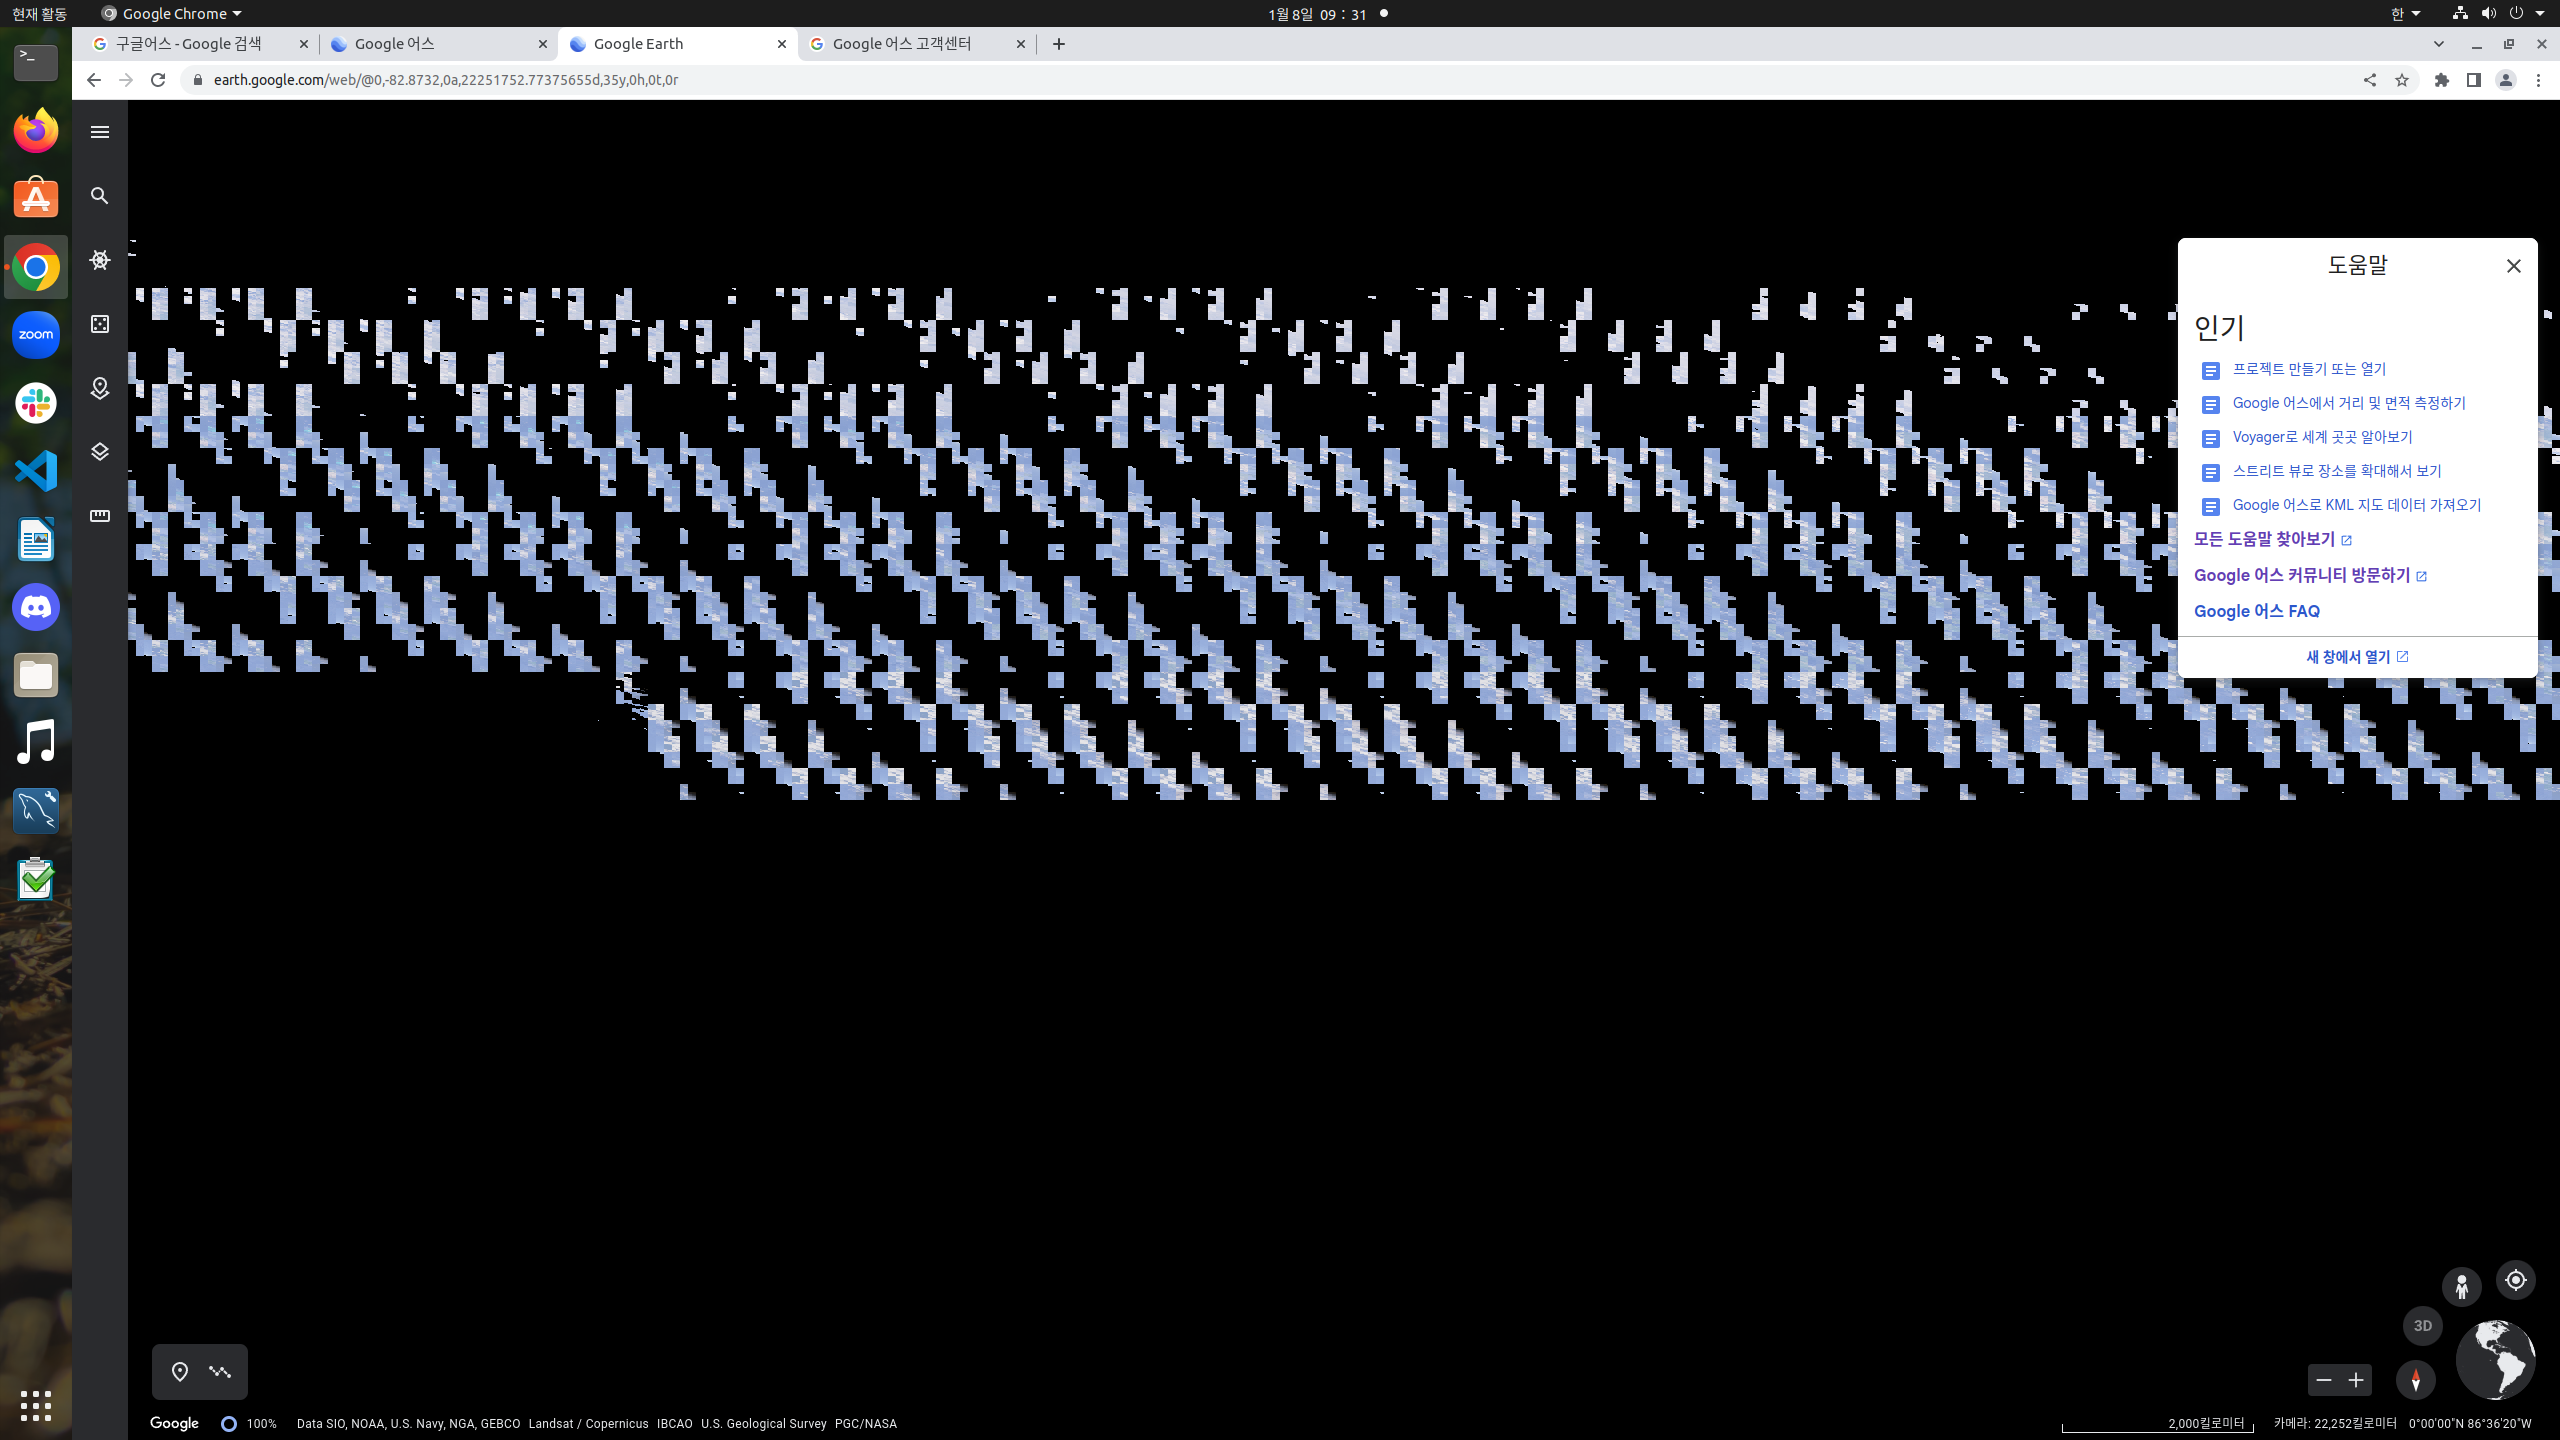 현재 활동
Google Chrome
1월 8일 09 : 31
한
구글어스 - Google 검색
Google 어스
Google Earth
Google 어스 고객센터
earth.google.com/web/@0,-82.8732,0a,22251752.77375655d,35y,0h,0t,0r
zoom
도움말
인기
프로젝트 만들기 또는 열기
Google 어스에서 거리 및 면적 측정하기
Voyager로 세계 곳곳 알아보기
스트리트 뷰로 장소를 확대해서 보기
Google 어스로 KML 지도 데이터 가져오기
모든 도움말 찾아보기
Google 어스 커뮤니티 방문하기
Google 어스 FAQ
새 창에서 열기
3D
Google 100% Data SIO, NOAA, U.S. Navy, NGA, GEBCO Landsat / Copernicus IBCAO U.S. Geological Survey PGC/NASA
2,000킬로미터 카메라: 22,252킬로미터 0°00'00"N 86°36'20"W